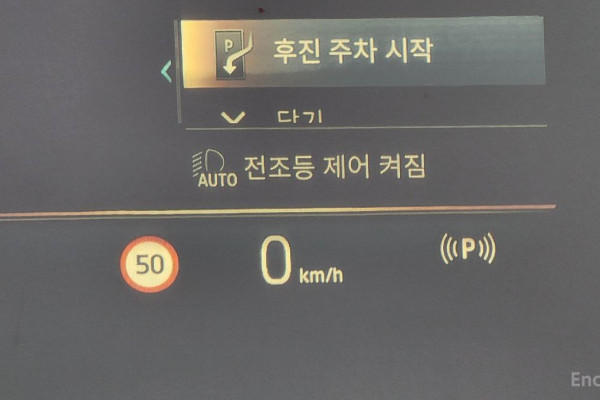 P 후진 주차 시작
닫기
AUTO 전조등 제어 켜짐
50 0 km/h P
Enc